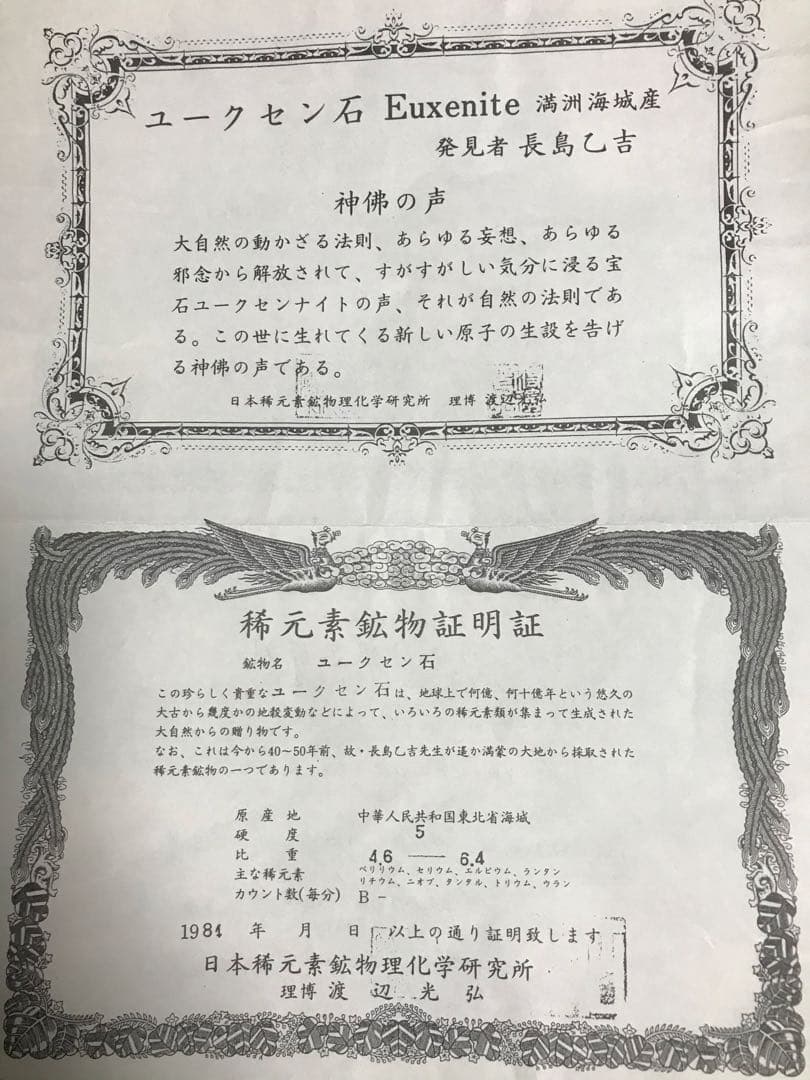 ユークセン石 Euxenite 満洲海城産
発見者 長島乙吉
神佛の声
大自然の動かざる法則、あらゆる妄想、あらゆる
邪念から解放されて、すがすがしい気分に浸る宝
石ユークセンナイトの声、それが自然の法則であ
る。この世に生れてくる新しい原子の生設を告げ
る神佛の声である。
日本稀元素鉱物理化学研究所 理博 渡辺光弘
稀元素鉱物証明証
鉱物名 ユークセン石
この珍らしく貴重なユークセン石は、地球上で何億、何十億年という悠久の
大古から幾度かの地殻変動などによって、いろいろの稀元素類が集まって生成された
大自然からの贈り物です。
なお、これは今から40〜50年前、故・長島乙吉先生が遥か満蒙の大地から採取された
稀元素鉱物の一つであります。
原産地 中華人民共和国東北省海城
硬度 5
比重 4.6 ── 6.4
主な稀元素 ベリリウム、セリウム、エルビウム、ランタン
リチウム、ニオブ、タンタル、トリウム、ウラン
カウント数(毎分) B -
1981 年 月 日 以上の通り証明致します
日本稀元素鉱物理化学研究所
理博 渡辺光弘